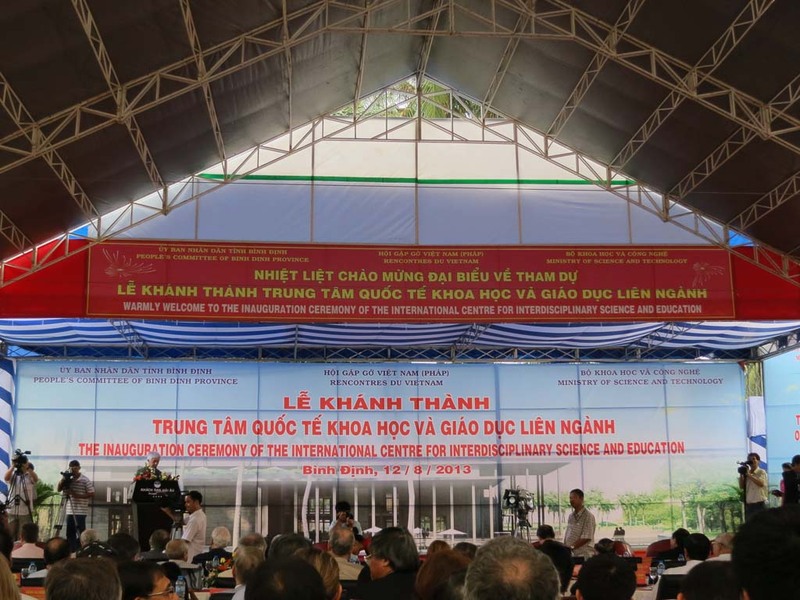 ỦY BAN NHÂN DÂN TỈNH BÌNH ĐỊNH
PEOPLE'S COMMITTEE OF BINH DINH PROVINCE
HỘI GẶP GỠ VIỆT NAM (PHÁP)
RENCONTRES DU VIETNAM
BỘ KHOA HỌC VÀ CÔNG NGHỆ
MINISTRY OF SCIENCE AND TECHNOLOGY
NHIỆT LIỆT CHÀO MỪNG ĐẠI BIỂU VỀ THAM DỰ
LỄ KHÁNH THÀNH TRUNG TÂM QUỐC TẾ KHOA HỌC VÀ GIÁO DỤC LIÊN NGÀNH
WARMLY WELCOME TO THE INAUGURATION CEREMONY OF THE INTERNATIONAL CENTRE FOR INTERDISCIPLINARY SCIENCE AND EDUCATION
ỦY BAN NHÂN DÂN TỈNH BÌNH ĐỊNH
PEOPLE'S COMMITTEE OF BINH DINH PROVINCE
HỘI GẶP GỠ VIỆT NAM (PHÁP)
RENCONTRES DU VIETNAM
BỘ KHOA HỌC VÀ CÔNG NGHỆ
MINISTRY OF SCIENCE AND TECHNOLOGY
LỄ KHÁNH THÀNH
TRUNG TÂM QUỐC TẾ KHOA HỌC VÀ GIÁO DỤC LIÊN NGÀNH
THE INAUGURATION CEREMONY OF THE INTERNATIONAL CENTRE FOR INTERDISCIPLINARY SCIENCE AND EDUCATION
Bình Định, 12/8/2013